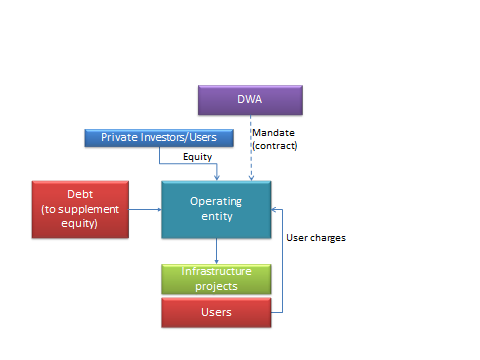 DWA
Mandate
(contract)
Private Investors/Users
Equity
Debt
(to supplement
equity)
Operating
entity
User charges
Infrastructure
projects
Users